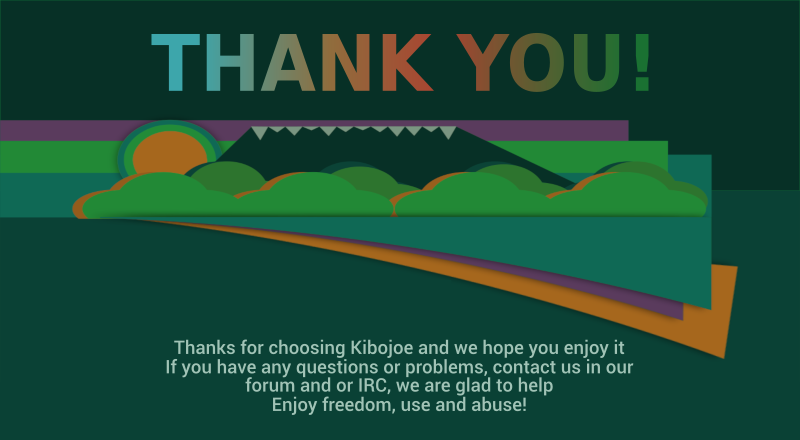 THANK YOU!
Thanks for choosing Kibojoe and we hope you enjoy it
If you have any questions or problems, contact us in our
forum and or IRC, we are glad to help
Enjoy freedom, use and abuse!